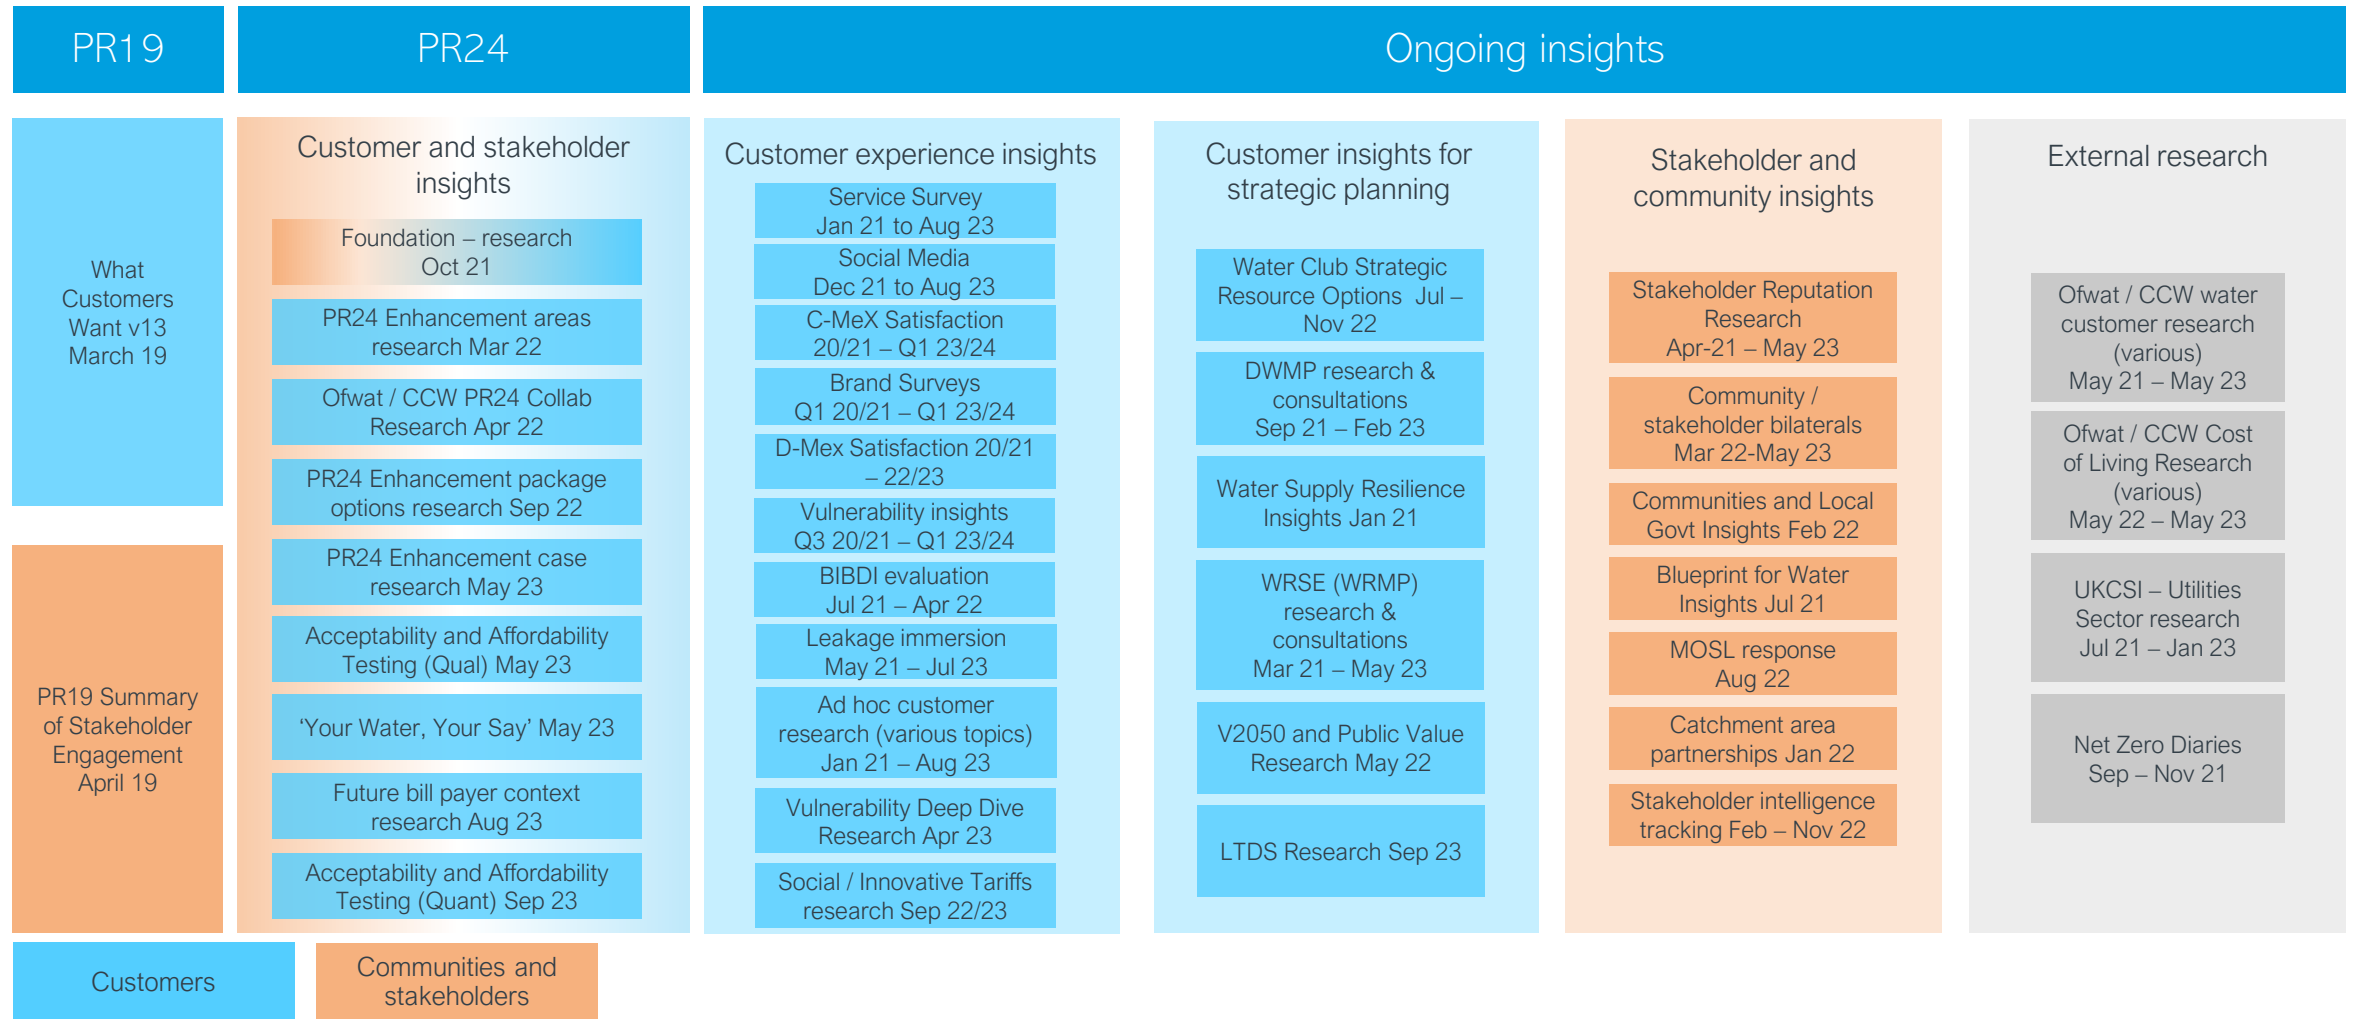 PR19
PR24
Ongoing insights
What
Customers
Want v13
March 19
PR19 Summary
of Stakeholder
Engagement
April 19
Customer and stakeholder
insights
Foundation – research
Oct 21
PR24 Enhancement areas
research Mar 22
Ofwat / CCW PR24 Collab
Research Apr 22
PR24 Enhancement package
options research Sep 22
PR24 Enhancement case
research May 23
Acceptability and Affordability
Testing (Qual) May 23
‘Your Water, Your Say’ May 23
Future bill payer context
research Aug 23
Acceptability and Affordability
Testing (Quant) Sep 23
Customer experience insights
Service Survey
Jan 21 to Aug 23
Social Media
Dec 21 to Aug 23
C-MeX Satisfaction
20/21 – Q1 23/24
Brand Surveys
Q1 20/21 – Q1 23/24
D-Mex Satisfaction 20/21
– 22/23
Vulnerability insights
Q3 20/21 – Q1 23/24
BIBDI evaluation
Jul 21 – Apr 22
Leakage immersion
May 21 – Jul 23
Ad hoc customer
research (various topics)
Jan 21 – Aug 23
Vulnerability Deep Dive
Research Apr 23
Social / Innovative Tariffs
research Sep 22/23
Customer insights for
strategic planning
Water Club Strategic
Resource Options Jul –
Nov 22
DWMP research &
consultations
Sep 21 – Feb 23
Water Supply Resilience
Insights Jan 21
WRSE (WRMP)
research &
consultations
Mar 21 – May 23
V2050 and Public Value
Research May 22
LTDS Research Sep 23
Stakeholder and
community insights
Stakeholder Reputation
Research
Apr-21 – May 23
Community /
stakeholder bilaterals
Mar 22-May 23
Communities and Local
Govt Insights Feb 22
Blueprint for Water
Insights Jul 21
MOSL response
Aug 22
Catchment area
partnerships Jan 22
Stakeholder intelligence
tracking Feb – Nov 22
External research
Ofwat / CCW water
customer research
(various)
May 21 – May 23
Ofwat / CCW Cost
of Living Research
(various)
May 22 – May 23
UKCSI – Utilities
Sector research
Jul 21 – Jan 23
Net Zero Diaries
Sep – Nov 21
Customers
Communities and
stakeholders